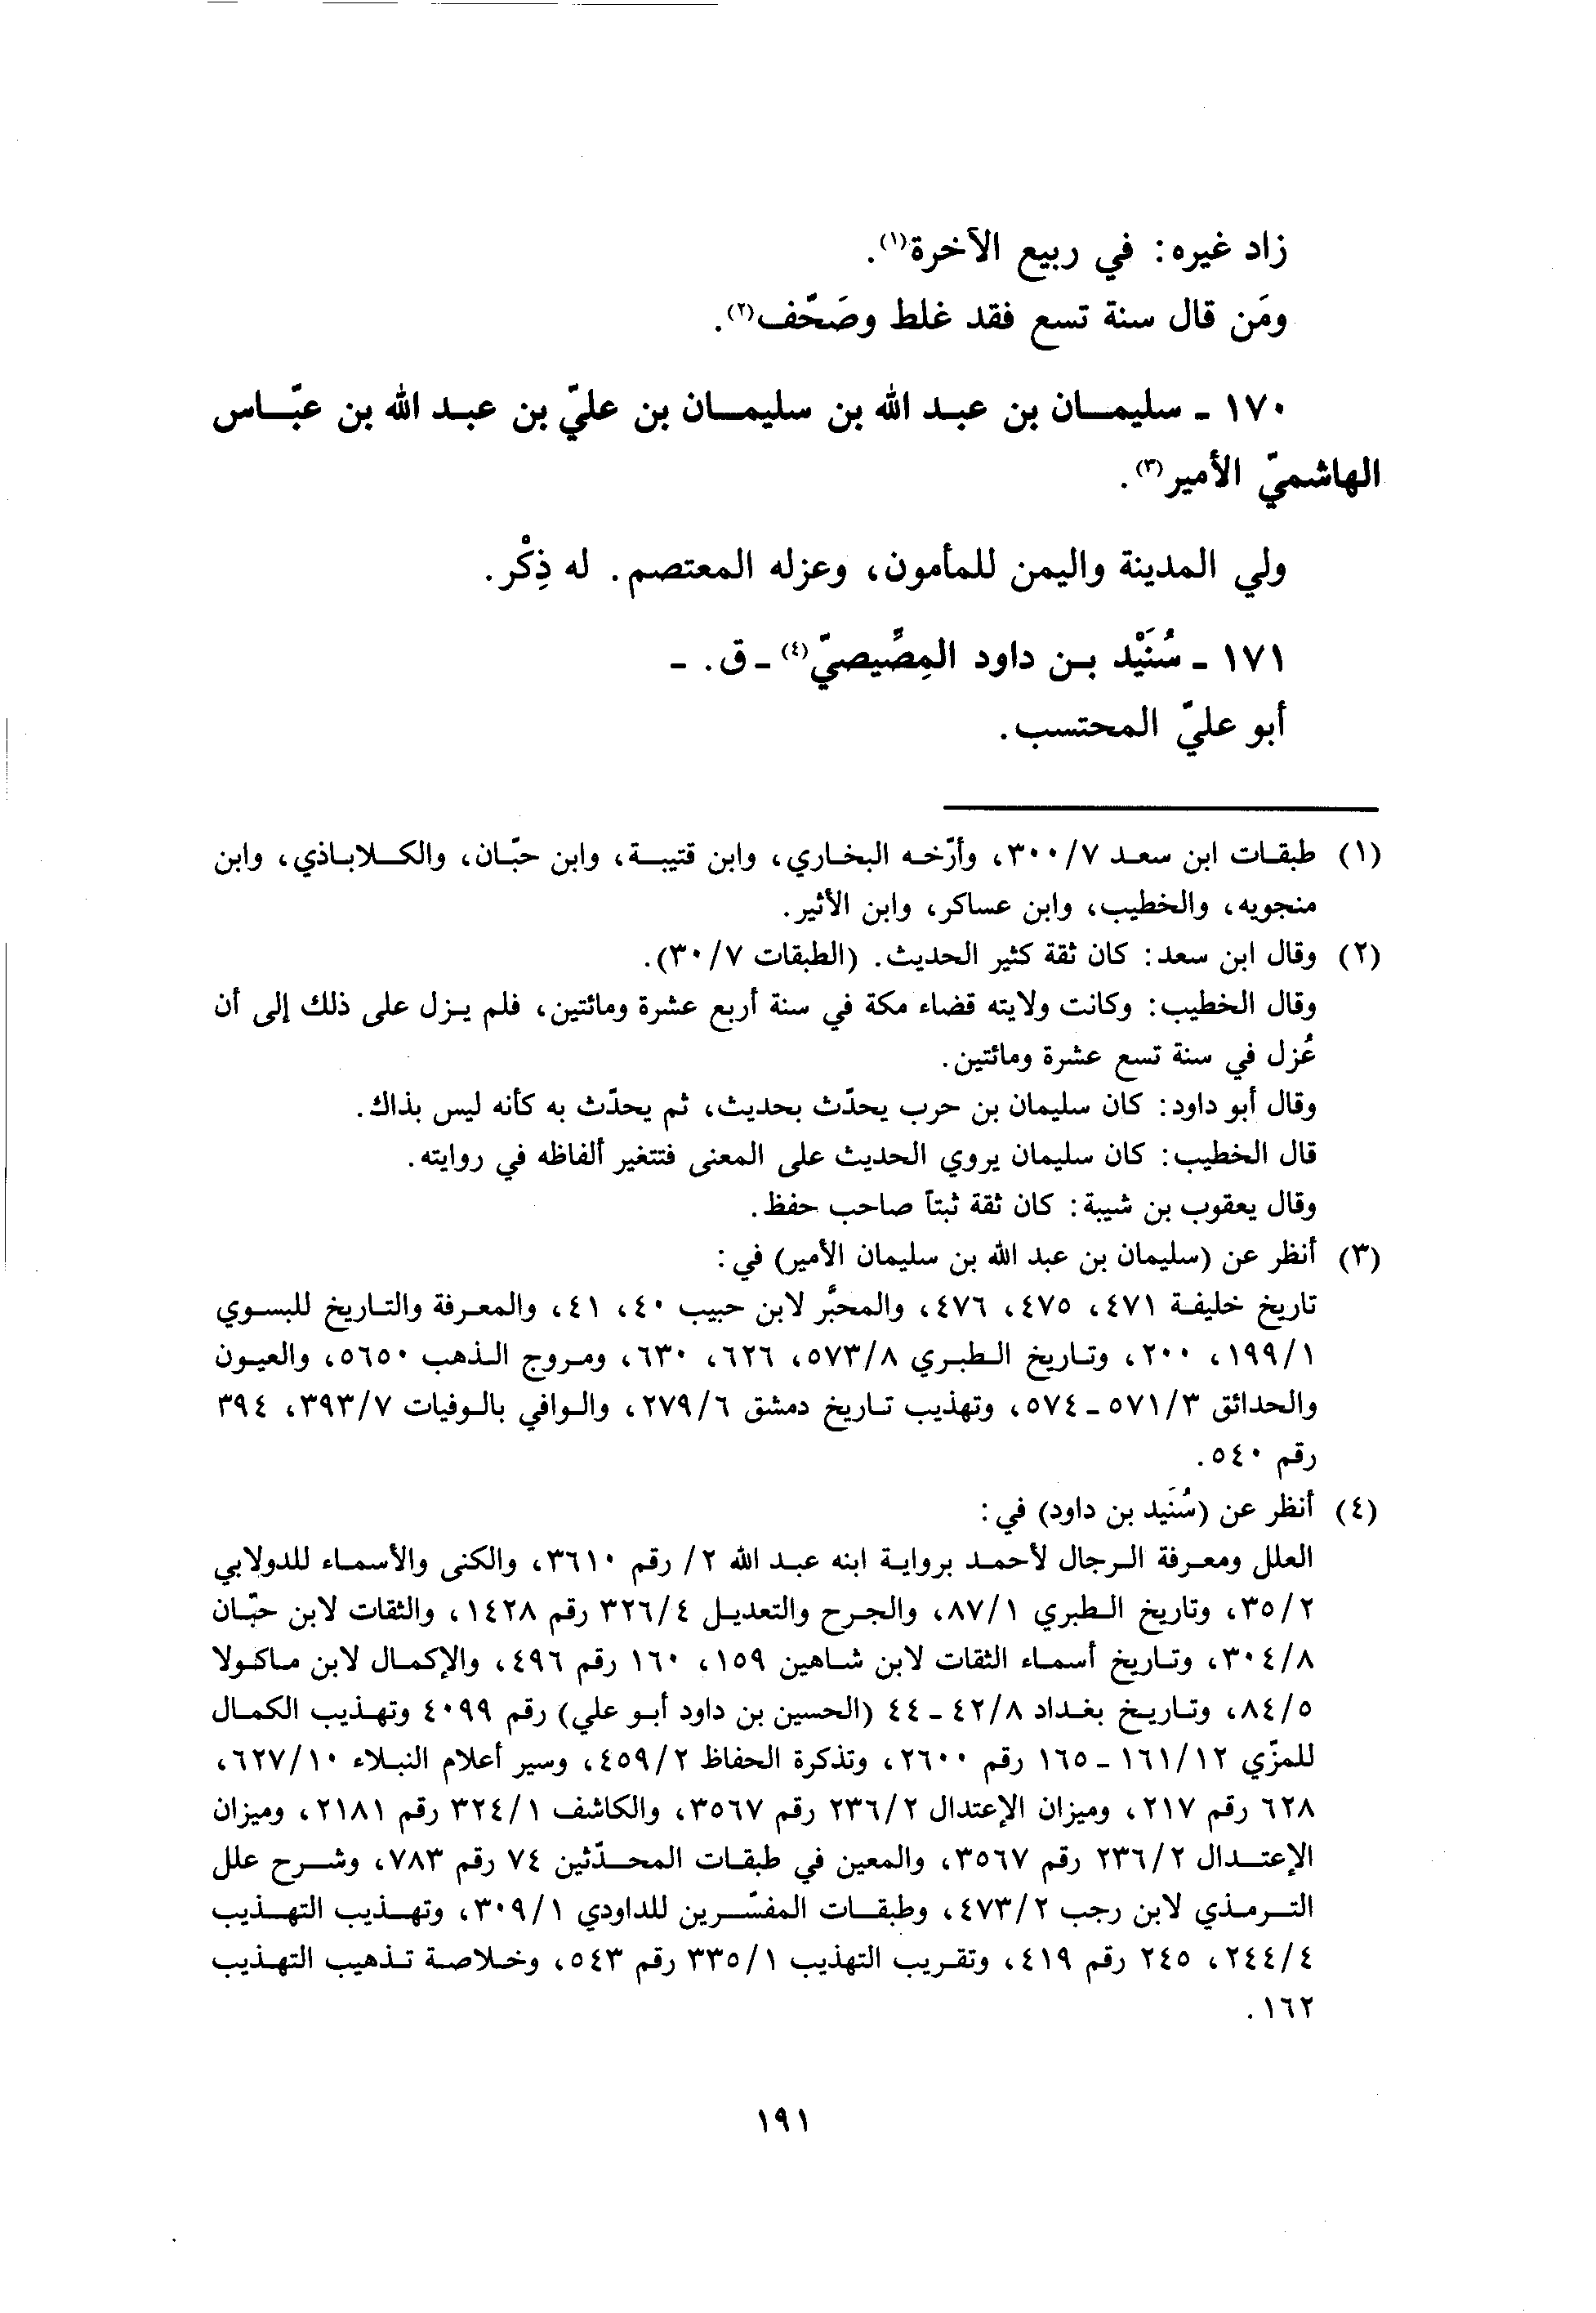 زاد غيره: في ربيع الآخرة(١).
ومَن قال سنة تسع فقد غلط وصَحّف(٢).
١٧٠ - سليمان بن عبد الله بن سليمان بن عليّ بن عبد الله بن عبّاس
الهاشميّ الأمير(٣).
ولي المدينة واليمن للمأمون، وعزله المعتصم. له ذِكْر.
١٧١ - سُنَيْد بن داود المِصِّيصيّ(٤) - ق. -
أبو عليّ المحتسب.
(١) طبقات ابن سعد ٣٠٠/٧، وأرّخه البخاري، وابن قتيبة، وابن حبّان، والكلاباذي، وابن
منجويه، والخطيب، وابن عساكر، وابن الأثير.
(٢) وقال ابن سعد: كان ثقة كثير الحديث. (الطبقات ٣٠/٧).
وقال الخطيب: وكانت ولايته قضاء مكة في سنة أربع عشرة ومائتين، فلم يزل على ذلك إلى أن
عُزل في سنة تسع عشرة ومائتين.
وقال أبو داود: كان سليمان بن حرب يحدّث بحديث، ثم يحدّث به كأنه ليس بذاك.
قال الخطيب: كان سليمان يروي الحديث على المعنى فتتغير ألفاظه في روايته.
وقال يعقوب بن شيبة: كان ثقة ثبتاً صاحب حفظ.
(٣) أنظر عن (سليمان بن عبد الله بن سليمان الأمير) في:
تاريخ خليفة ٤٧١، ٤٧٥، ٤٧٦، والمحبَّر لابن حبيب ٤٠، ٤١، والمعرفة والتاريخ للبسوي
١٩٩/١، ٢٠٠، وتاريخ الطبري ٥٧٣/٨، ٦٢٦، ٦٣٠، ومروج الذهب ٥٦٥٠، والعيون
والحدائق ٥٧١/٣ - ٥٧٤، وتهذيب تاريخ دمشق ٢٧٩/٦، والوافي بالوفيات ٣٩٣/٧، ٣٩٤
رقم ٥٤٠.
(٤) أنظر عن (سُنَيد بن داود) في:
العلل ومعرفة الرجال لأحمد برواية ابنه عبد الله ٢/ رقم ٣٦١٠، والكنى والأسماء للدولابي
٣٥/٢، وتاريخ الطبري ٨٧/١، والجرح والتعديل ٣٢٦/٤ رقم ١٤٢٨، والثقات لابن حبّان
٣٠٤/٨، وتاريخ أسماء الثقات لابن شاهين ١٥٩، ١٦٠ رقم ٤٩٦، والإكمال لابن ماكولا
٨٤/٥، وتاريخ بغداد ٤٢/٨ - ٤٤ (الحسين بن داود أبو علي) رقم ٤٠٩٩ وتهذيب الكمال
للمزّي ١٦١/١٢ - ١٦٥ رقم ٢٦٠٠، وتذكرة الحفاظ ٤٥٩/٢، وسير أعلام النبلاء ٦٢٧/١٠،
٦٢٨ رقم ٢١٧، وميزان الإعتدال ٢٣٦/٢ رقم ٣٥٦٧، والكاشف ٣٢٤/١ رقم ٢١٨١، وميزان
الإعتدال ٢٣٦/٢ رقم ٣٥٦٧، والمعين في طبقات المحدّثين ٧٤ رقم ٧٨٣، وشرح علل
الترمذي لابن رجب ٤٧٣/٢، وطبقات المفسّرين للداودي ٣٠٩/١، وتهذيب التهذيب
٢٤٤/٤، ٢٤٥ رقم ٤١٩، وتقريب التهذيب ٣٣٥/١ رقم ٥٤٣، وخلاصة تذهيب التهذيب
١٦٢.
١٩١